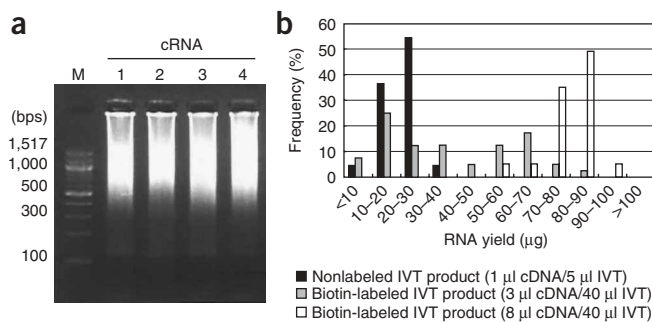 a
cRNA
M 1 2 3 4
(bps)
1,517
1,000
500
300
100
b
Frequency (%)
60
50
40
30
20
10
0
<10 10–20 20–30 30–40 40–50 50–60 60–70 70–80 80–90 90–100 >100
RNA yield (μg)
Nonlabeled IVT product (1 μl cDNA/5 μl IVT)
Biotin-labeled IVT product (3 μl cDNA/40 μl IVT)
Biotin-labeled IVT product (8 μl cDNA/40 μl IVT)